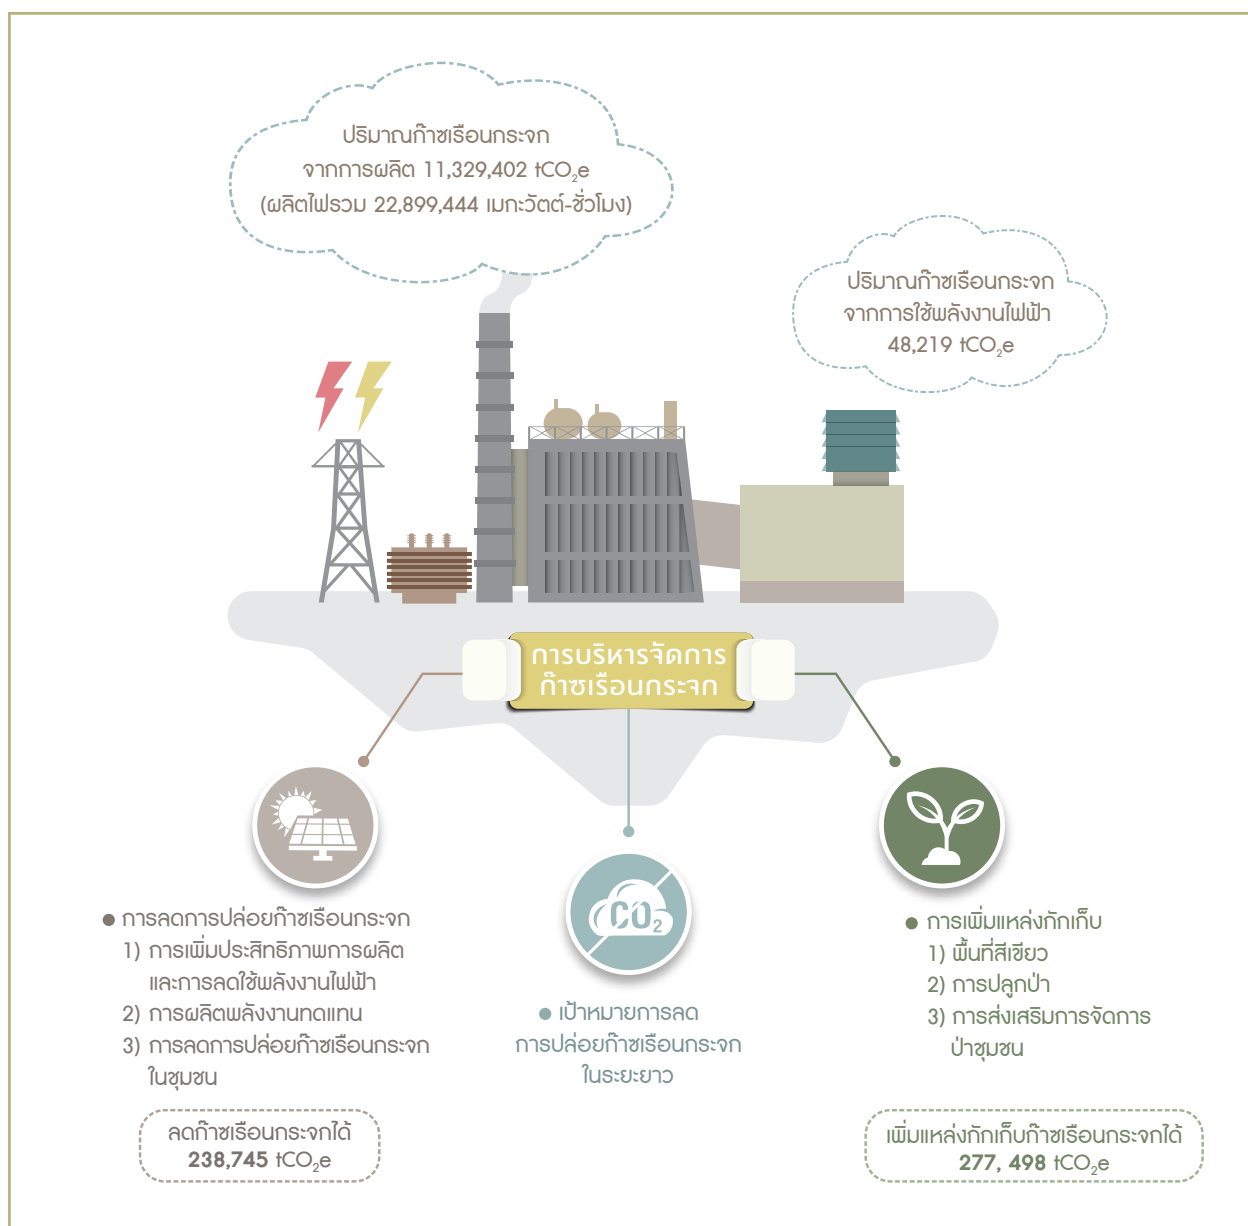 ปริมาณก๊าซเรือนกระจก
จากการผลิต 11,329,402 tCO₂e
(ผลิตไฟรวม 22,899,444 เมกะวัตต์-ชั่วโมง)
ปริมาณก๊าซเรือนกระจก
จากการใช้พลังงานไฟฟ้า
48,219 tCO₂e
การบริหารจัดการ
ก๊าซเรือนกระจก
● การลดการปล่อยก๊าซเรือนกระจก
1) การเพิ่มประสิทธิภาพการผลิต
และการลดใช้พลังงานไฟฟ้า
2) การผลิตพลังงานทดแทน
3) การลดการปล่อยก๊าซเรือนกระจก
ในชุมชน
ลดก๊าซเรือนกระจกได้
238,745 tCO₂e
CO₂
● เป้าหมายการลด
การปล่อยก๊าซเรือนกระจก
ในระยะยาว
● การเพิ่มแหล่งกักเก็บ
1) พื้นที่สีเขียว
2) การปลูกป่า
3) การส่งเสริมการจัดการ
ป่าชุมชน
เพิ่มแหล่งกักเก็บก๊าซเรือนกระจกได้
277, 498 tCO₂e